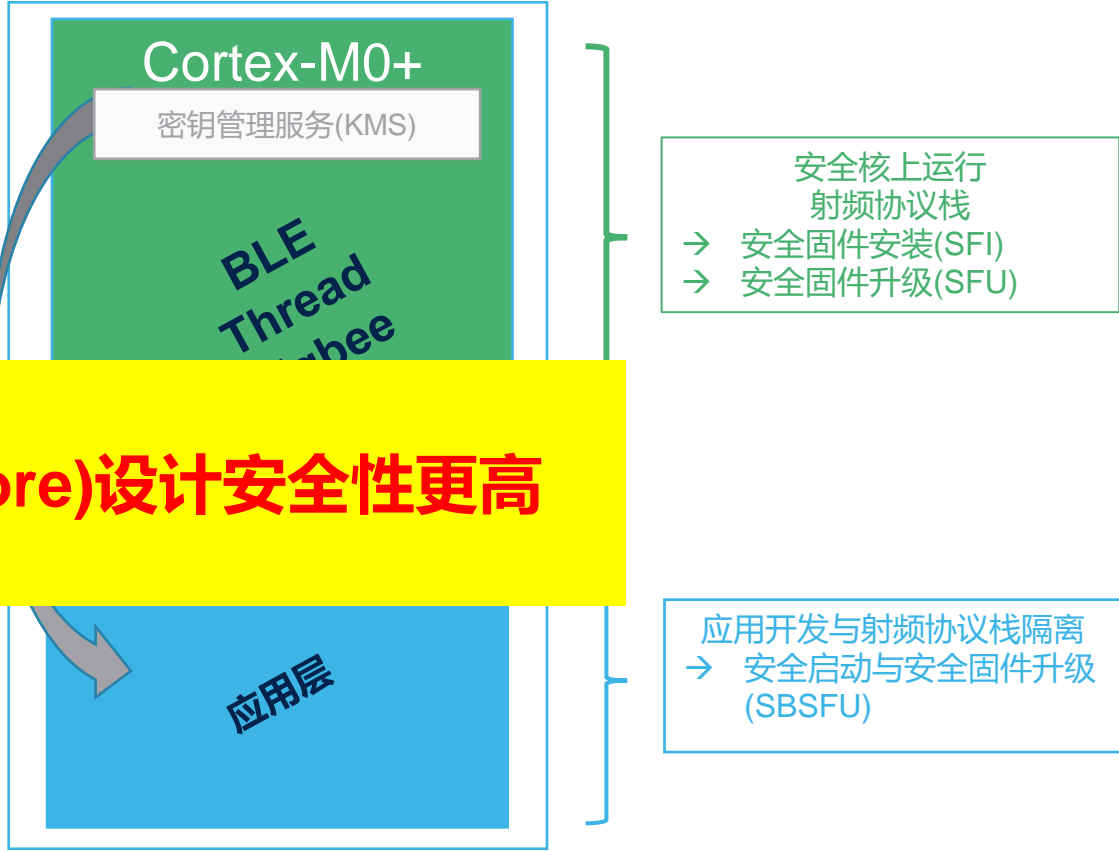 Cortex-M0+
密钥管理服务(KMS)
BLE
Thread
安全核上运行
射频协议栈
→ 安全固件安装(SFI)
→ 安全固件升级(SFU)
ore)设计安全性更高
应用层
应用开发与射频协议栈隔离
→ 安全启动与安全固件升级
(SBSFU)